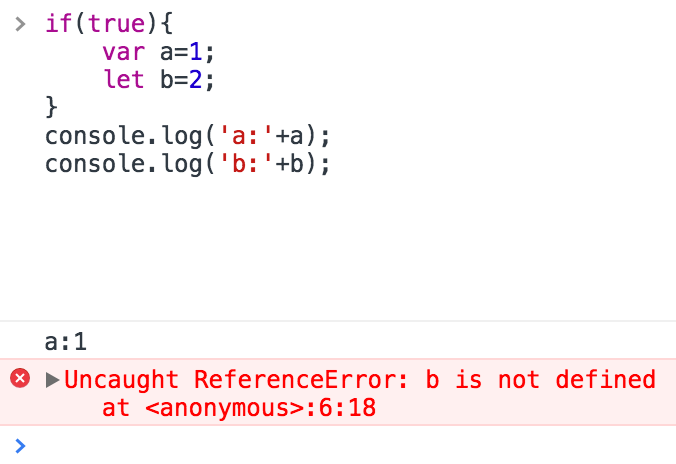 if(true){
    var a=1;
    let b=2;
}
console.log('a:'+a);
console.log('b:'+b);
a:1
Uncaught ReferenceError: b is not defined
    at <anonymous>:6:18